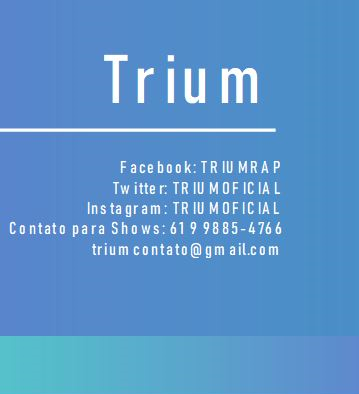 Trium
Facebook: TRIUMRAP
Twitter: TRIUMOFICIAL
Instagram: TRIUMOFICIAL
Contato para Shows: 61 9 9885-4766
triumcontato@gmail.com